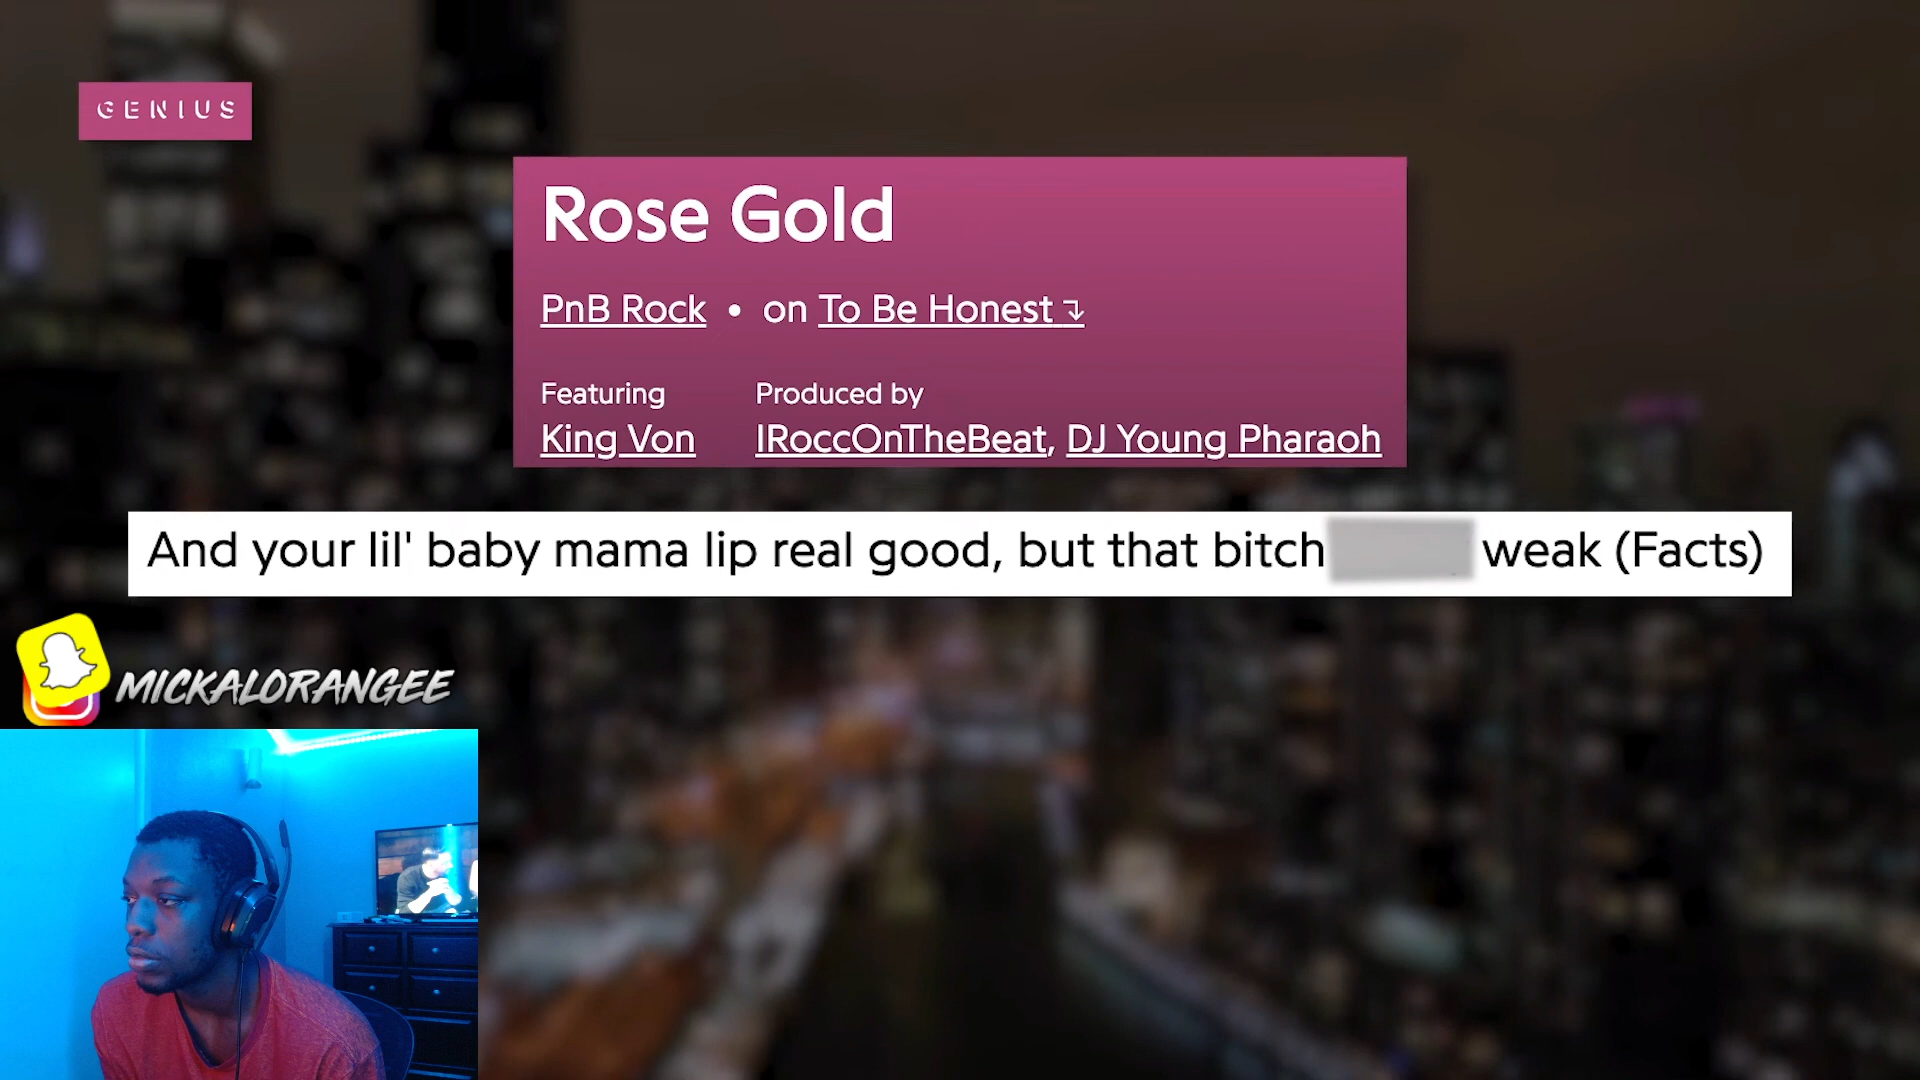 GENIUS
Rose Gold
PnB Rock • on To Be Honest ↴
Featuring Produced by
King Von IRoccOnTheBeat, DJ Young Pharaoh
And your lil' baby mama lip real good, but that bitch weak (Facts)
MICKALORANGEE